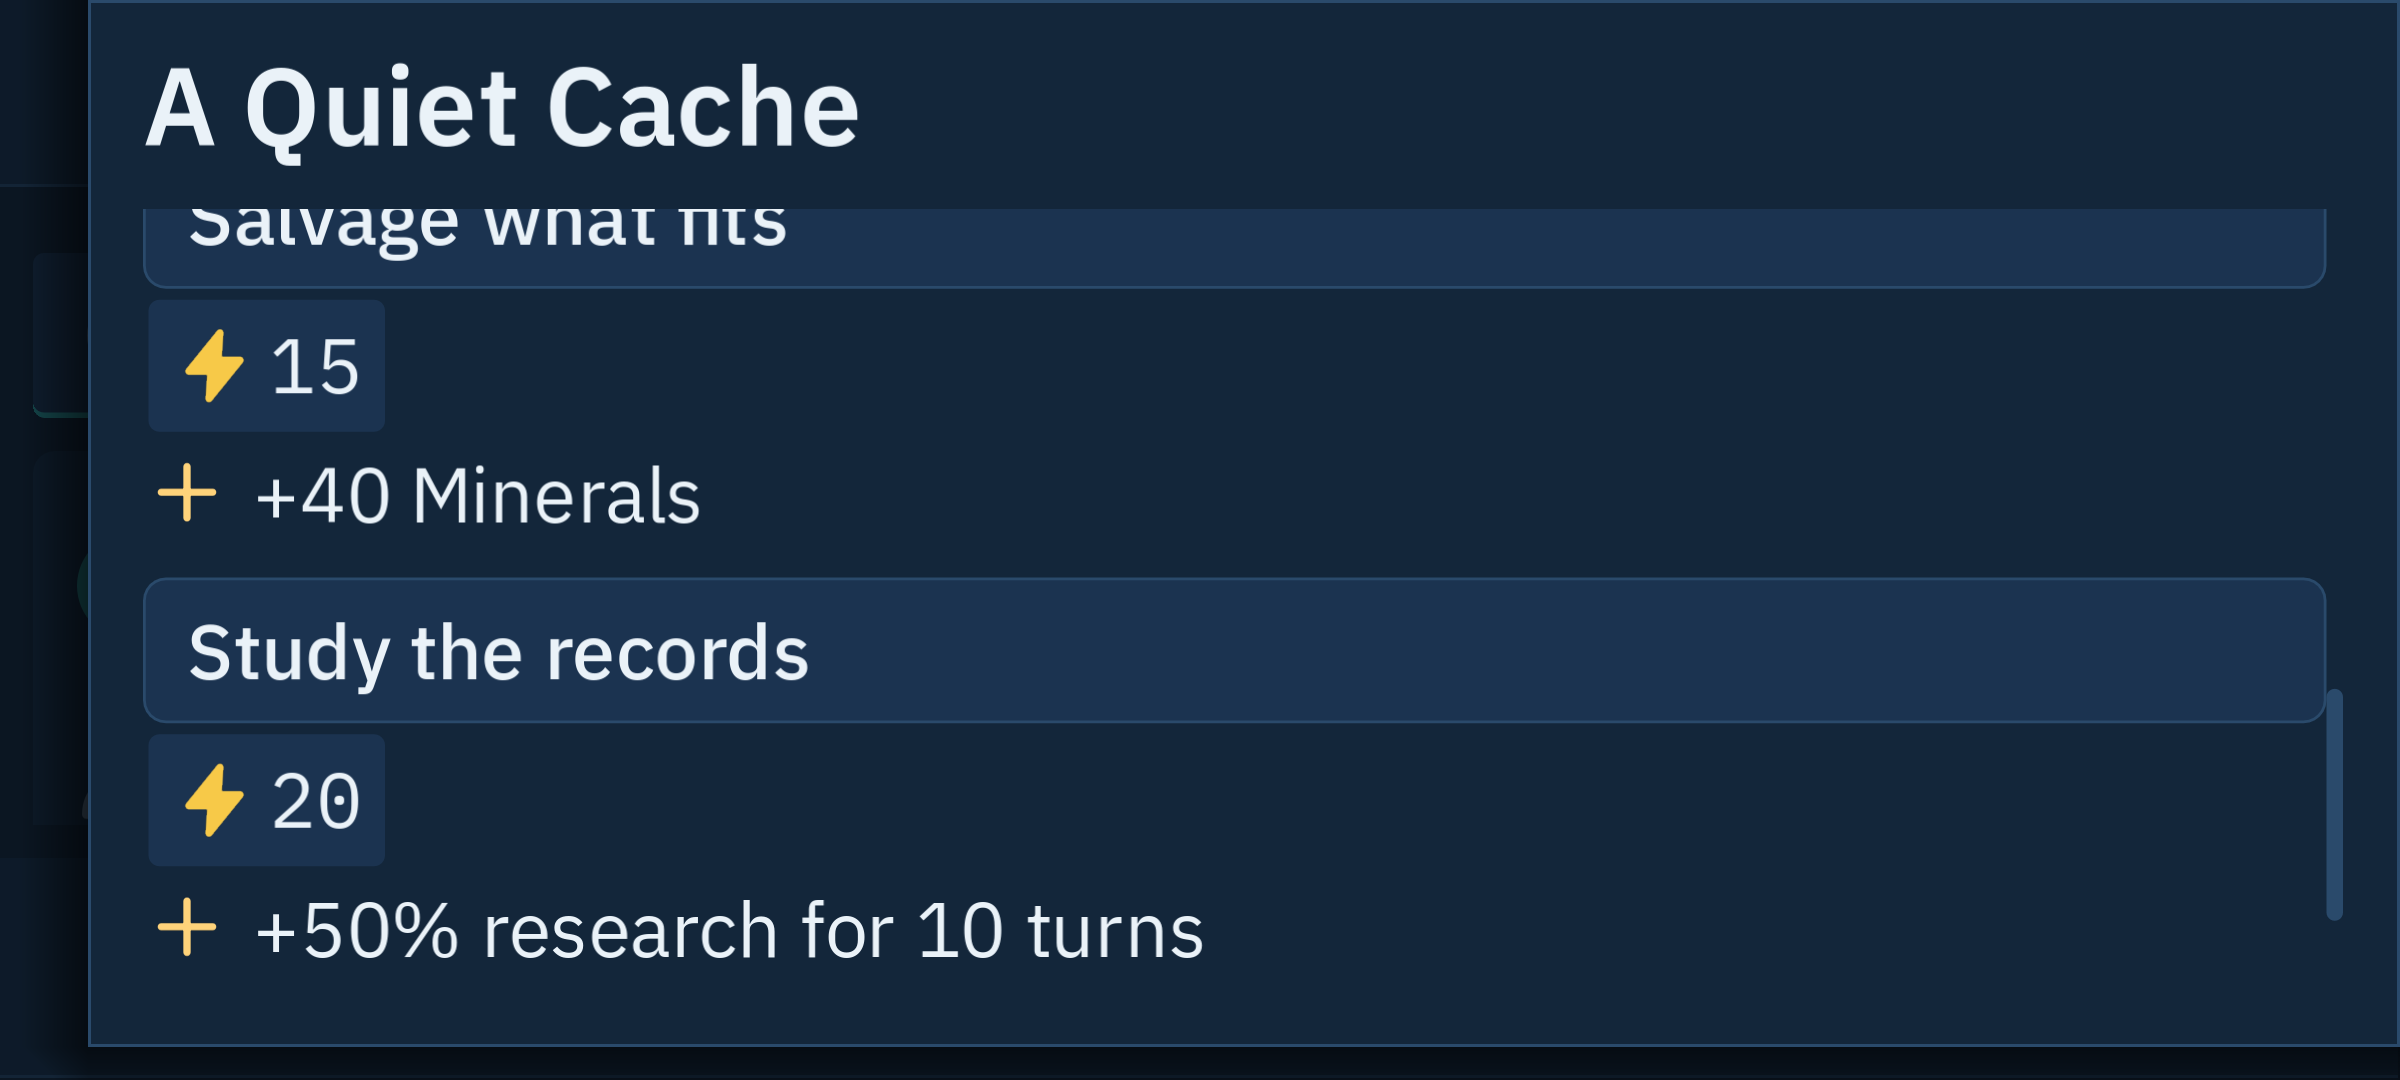 A Quiet Cache
Salvage what fits
15
+40 Minerals
Study the records
20
+50% research for 10 turns